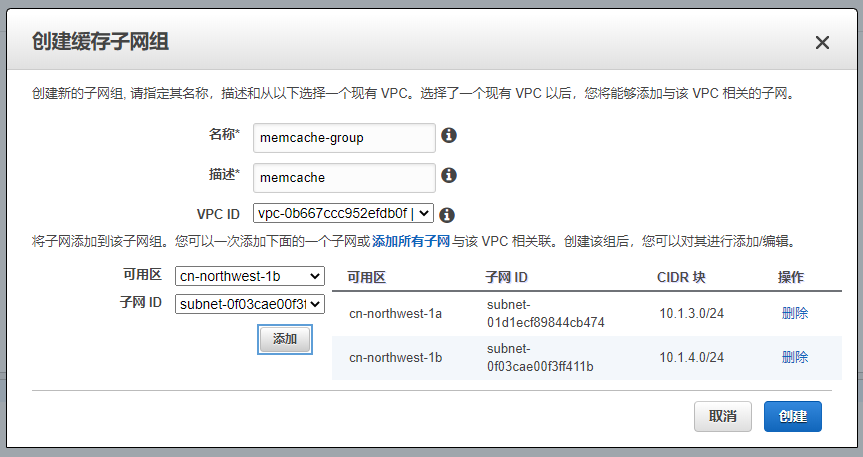 创建缓存子网组
创建新的子网组, 请指定其名称，描述和从以下选择一个现有 VPC。选择了一个现有 VPC 以后，您将能够添加与该 VPC 相关的子网。
名称* memcache-group
描述* memcache
VPC ID vpc-0b667ccc952efdb0f |
将子网添加到该子网组。您可以一次添加下面的一个子网或 添加所有子网 与该 VPC 相关联。创建该组后，您可以对其进行添加/编辑。
可用区 cn-northwest-1b
子网 ID subnet-0f03cae00f3f
添加
可用区 子网 ID CIDR 块 操作
cn-northwest-1a subnet-01d1ecf89844cb474 10.1.3.0/24 删除
cn-northwest-1b subnet-0f03cae00f3ff411b 10.1.4.0/24 删除
取消 创建